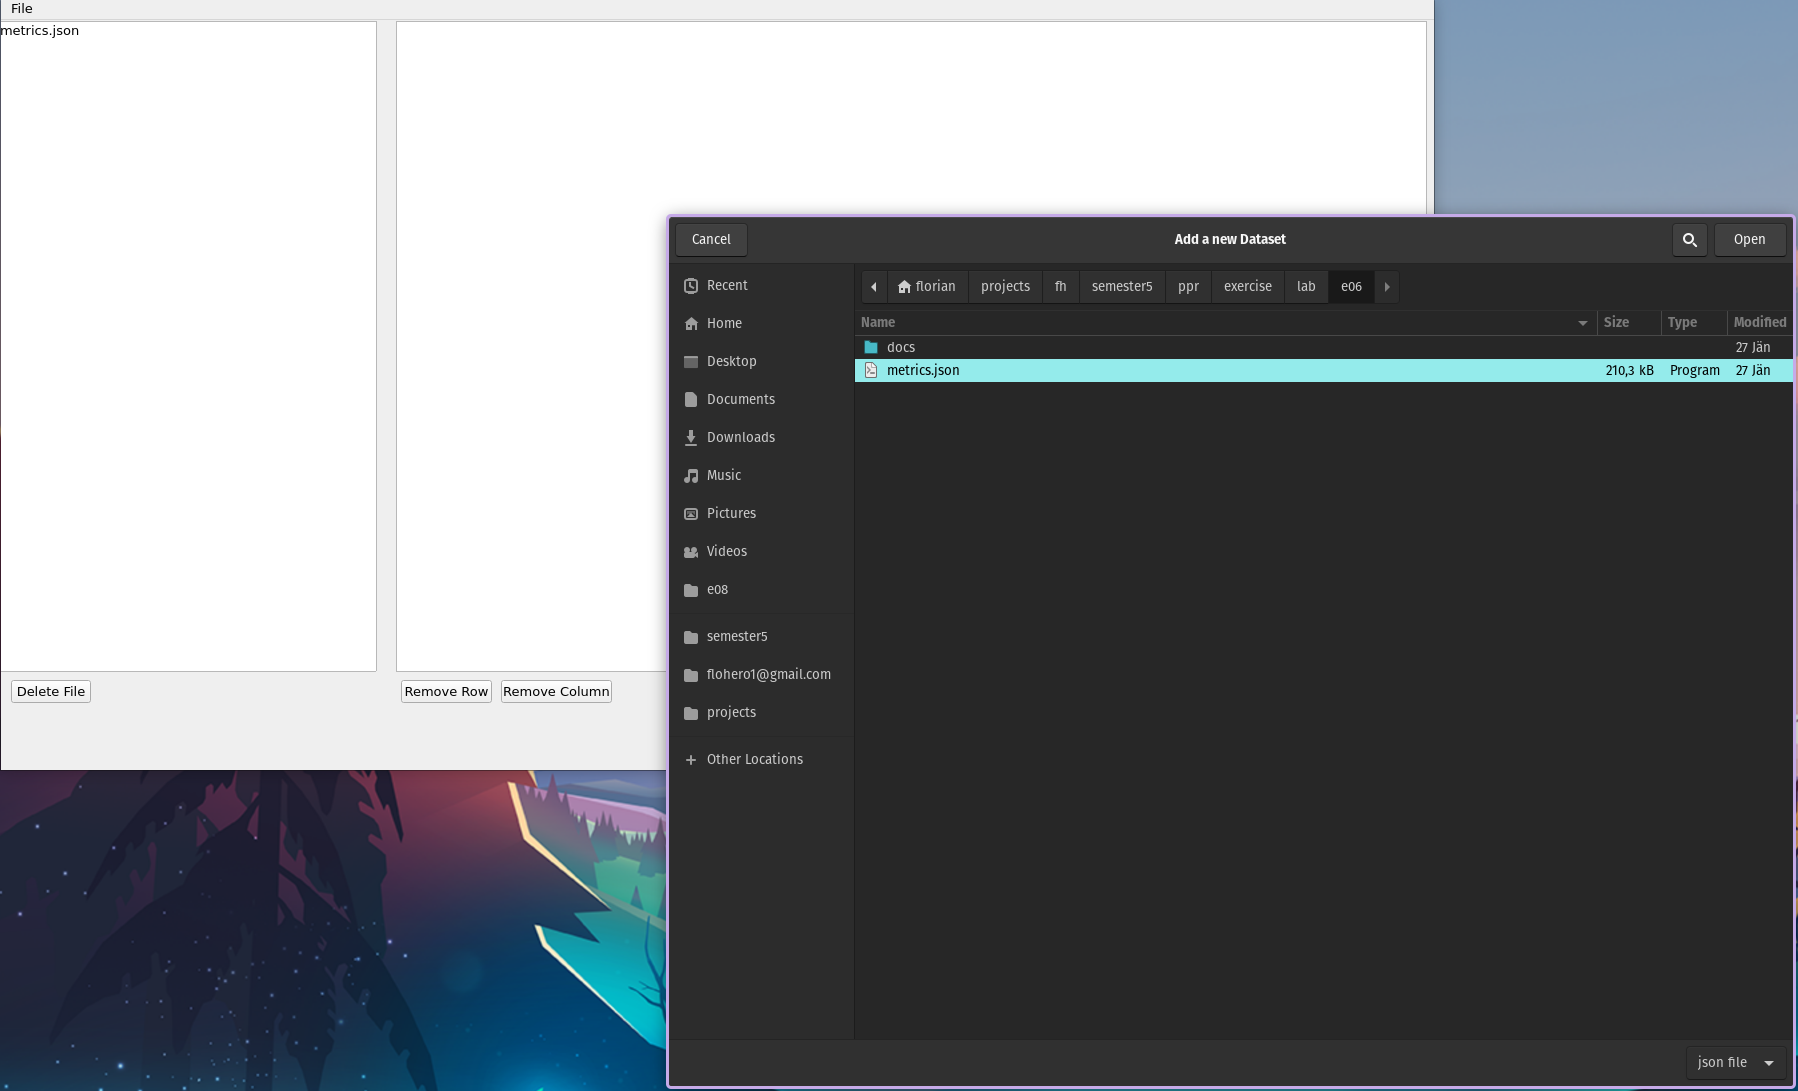 File
metrics.json
Delete File
Remove Row
Remove Column
Cancel
Add a new Dataset
Open
Recent
Home
Desktop
Documents
Downloads
Music
Pictures
Videos
e08
semester5
flohero1@gmail.com
projects
Other Locations
florian projects fh semester5 ppr exercise lab e06
Name Size Type Modified
docs 27 Jän
metrics.json 210,3 kB Program 27 Jän
json file